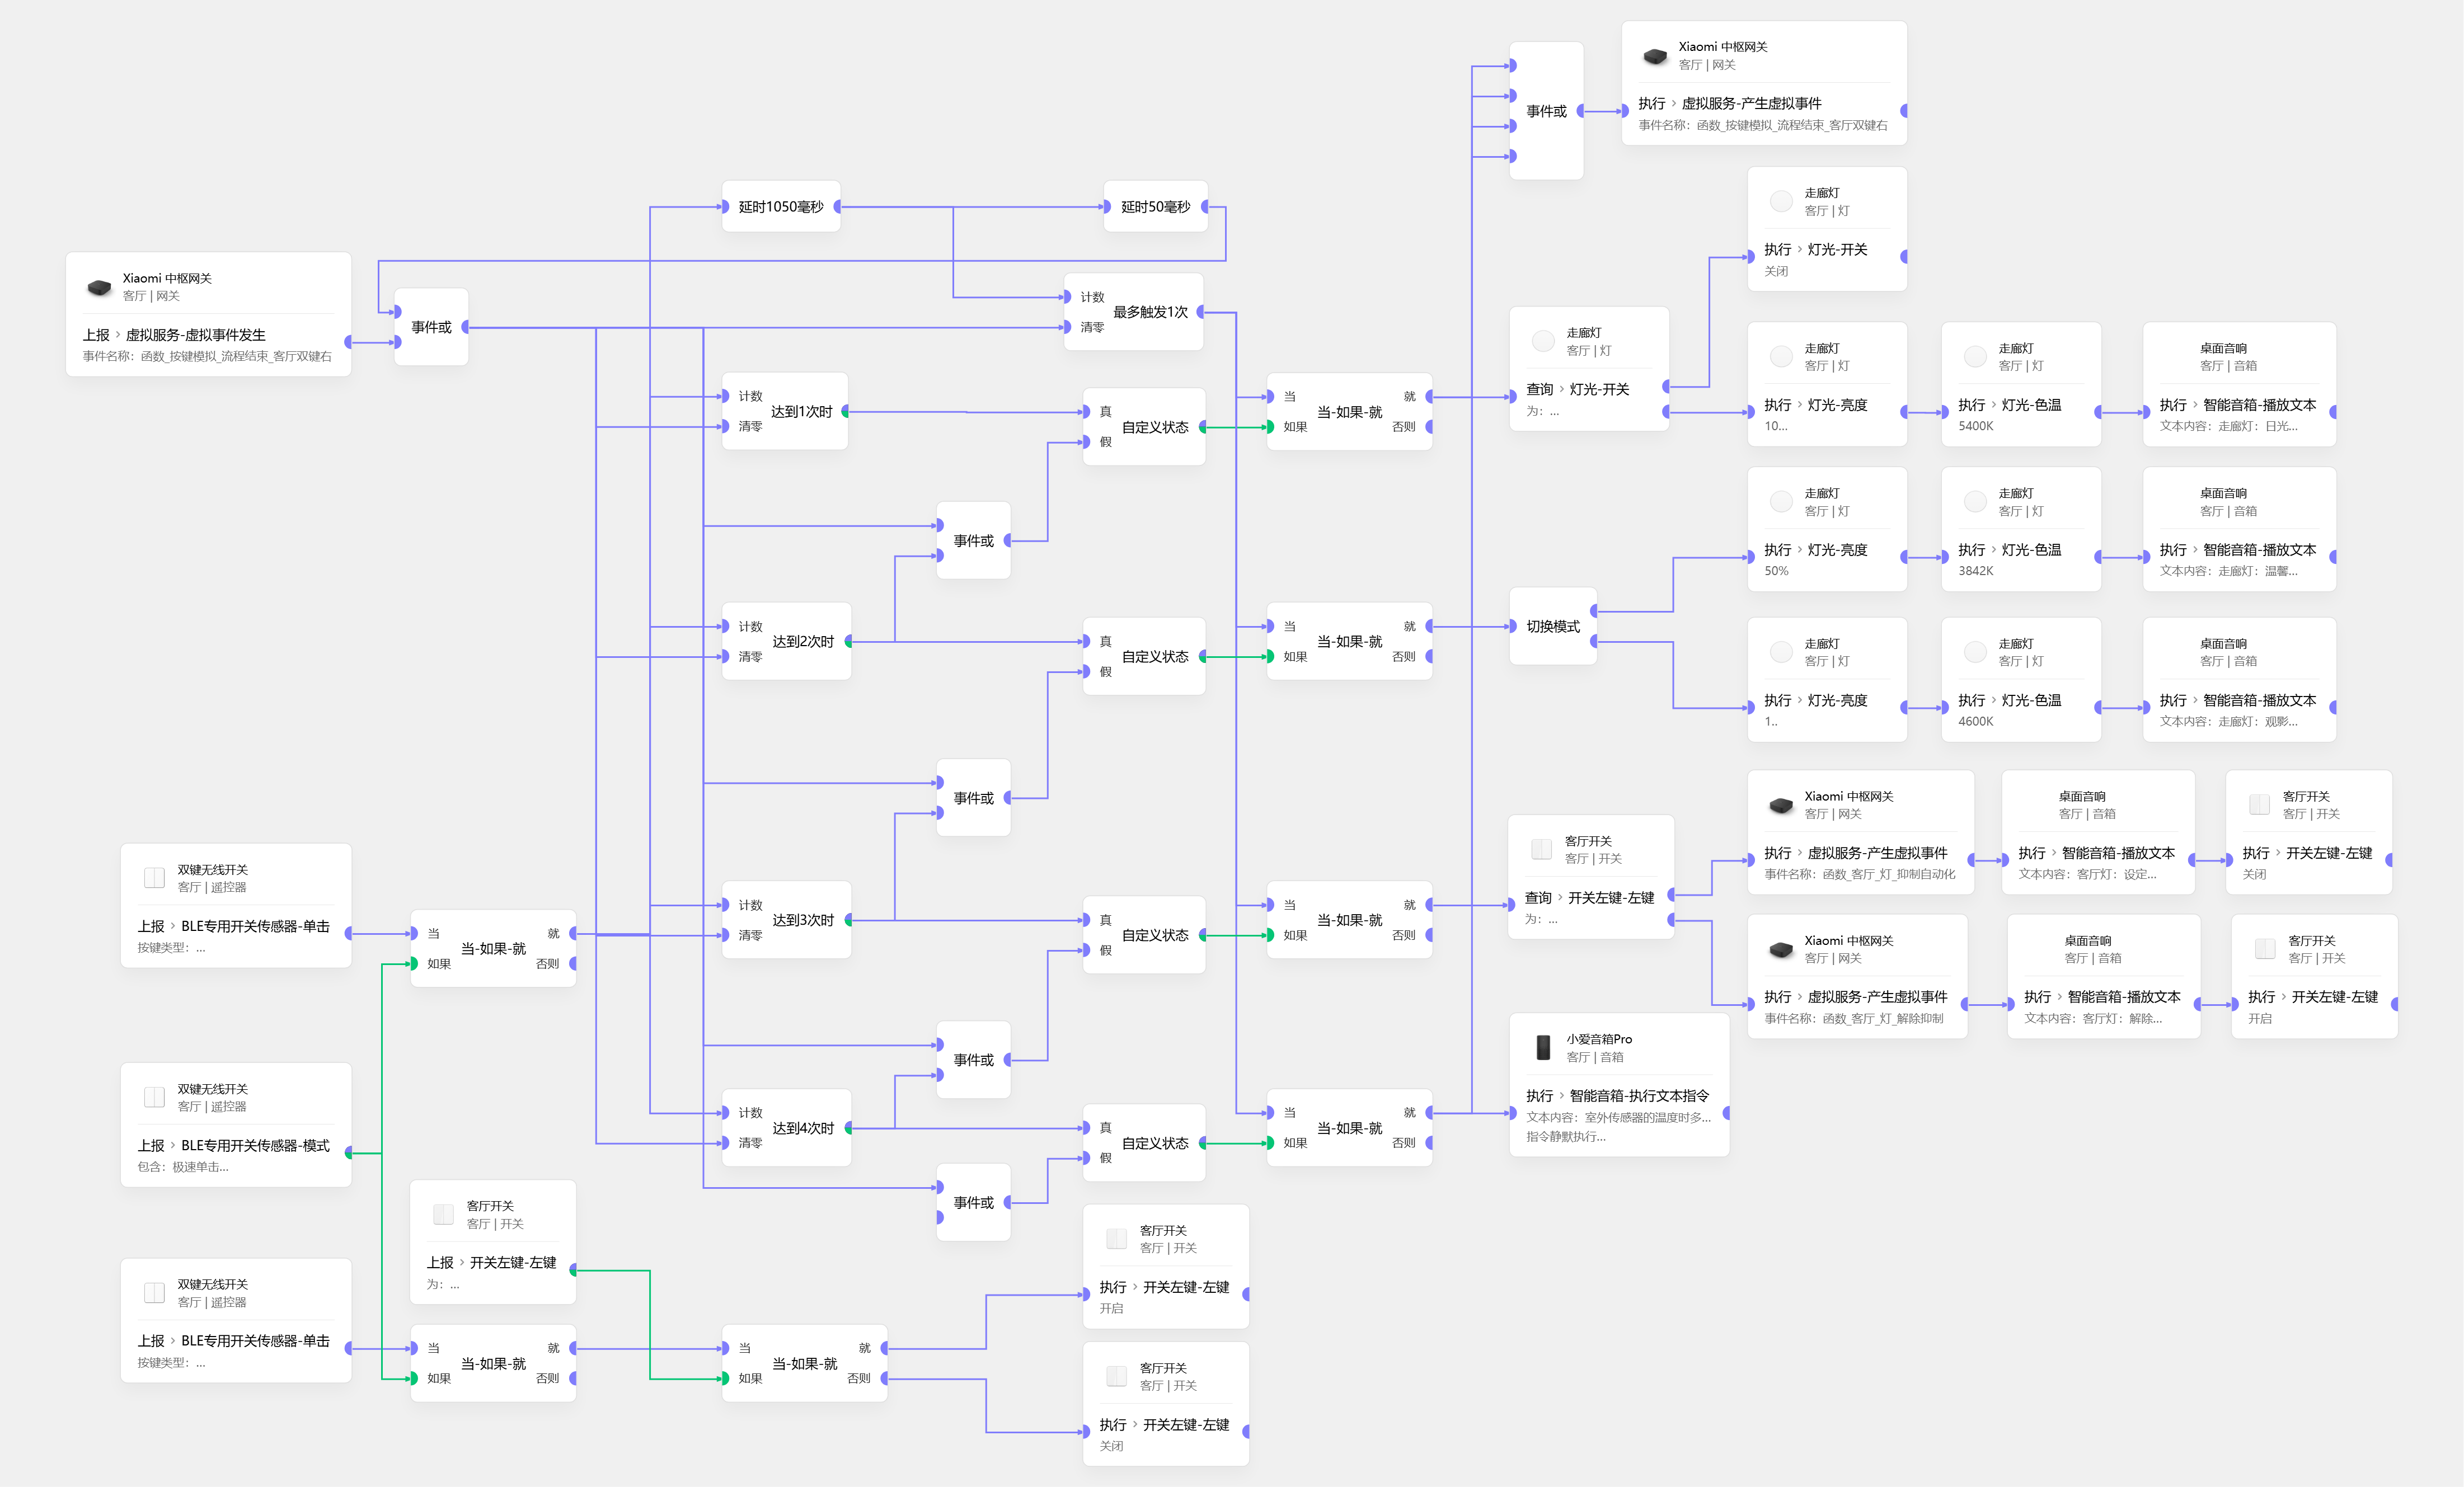 Xiaomi 中枢网关
客厅 | 网关
执行 › 虚拟服务-产生虚拟事件
事件名称：函数_按键模拟_流程结束_客厅双键右
事件或
走廊灯
客厅 | 灯
执行 › 灯光-开关
关闭
延时1050毫秒
延时50毫秒
Xiaomi 中枢网关
客厅 | 网关
上报 › 虚拟服务-虚拟事件发生
事件名称：函数_按键模拟_流程结束_客厅双键右
事件或
计数
清零
最多触发1次
走廊灯
客厅 | 灯
查询 › 灯光-开关
为：...
走廊灯
客厅 | 灯
执行 › 灯光-亮度
10...
走廊灯
客厅 | 灯
执行 › 灯光-色温
5400K
桌面音响
客厅 | 音箱
执行 › 智能音箱-播放文本
文本内容：走廊灯：日光...
计数
清零
达到1次时
真
假
自定义状态
当
如果
当-如果-就
就
否则
事件或
走廊灯
客厅 | 灯
执行 › 灯光-亮度
50%
走廊灯
客厅 | 灯
执行 › 灯光-色温
3842K
桌面音响
客厅 | 音箱
执行 › 智能音箱-播放文本
文本内容：走廊灯：温馨...
计数
清零
达到2次时
真
假
自定义状态
当
如果
当-如果-就
就
否则
切换模式
走廊灯
客厅 | 灯
执行 › 灯光-亮度
1..
走廊灯
客厅 | 灯
执行 › 灯光-色温
4600K
桌面音响
客厅 | 音箱
执行 › 智能音箱-播放文本
文本内容：走廊灯：观影...
事件或
Xiaomi 中枢网关
客厅 | 网关
执行 › 虚拟服务-产生虚拟事件
事件名称：函数_客厅_灯_抑制自动化
桌面音响
客厅 | 音箱
执行 › 智能音箱-播放文本
文本内容：客厅灯：设定...
客厅开关
客厅 | 开关
执行 › 开关左键-左键
关闭
双键无线开关
客厅 | 遥控器
上报 › BLE专用开关传感器-单击
按键类型：...
当
如果
当-如果-就
就
否则
计数
清零
达到3次时
真
假
自定义状态
当
如果
当-如果-就
就
否则
客厅开关
客厅 | 开关
查询 › 开关左键-左键
为：...
Xiaomi 中枢网关
客厅 | 网关
执行 › 虚拟服务-产生虚拟事件
事件名称：函数_客厅_灯_解除抑制
桌面音响
客厅 | 音箱
执行 › 智能音箱-播放文本
文本内容：客厅灯：解除...
客厅开关
客厅 | 开关
执行 › 开关左键-左键
开启
事件或
双键无线开关
客厅 | 遥控器
上报 › BLE专用开关传感器-模式
包含：极速单击...
计数
清零
达到4次时
真
假
自定义状态
当
如果
当-如果-就
就
否则
小爱音箱Pro
客厅 | 音箱
执行 › 智能音箱-执行文本指令
文本内容：室外传感器的温度时多...
指令静默执行...
事件或
客厅开关
客厅 | 开关
上报 › 开关左键-左键
为：...
客厅开关
客厅 | 开关
执行 › 开关左键-左键
开启
双键无线开关
客厅 | 遥控器
上报 › BLE专用开关传感器-单击
按键类型：...
当
如果
当-如果-就
就
否则
当
如果
当-如果-就
就
否则
客厅开关
客厅 | 开关
执行 › 开关左键-左键
关闭